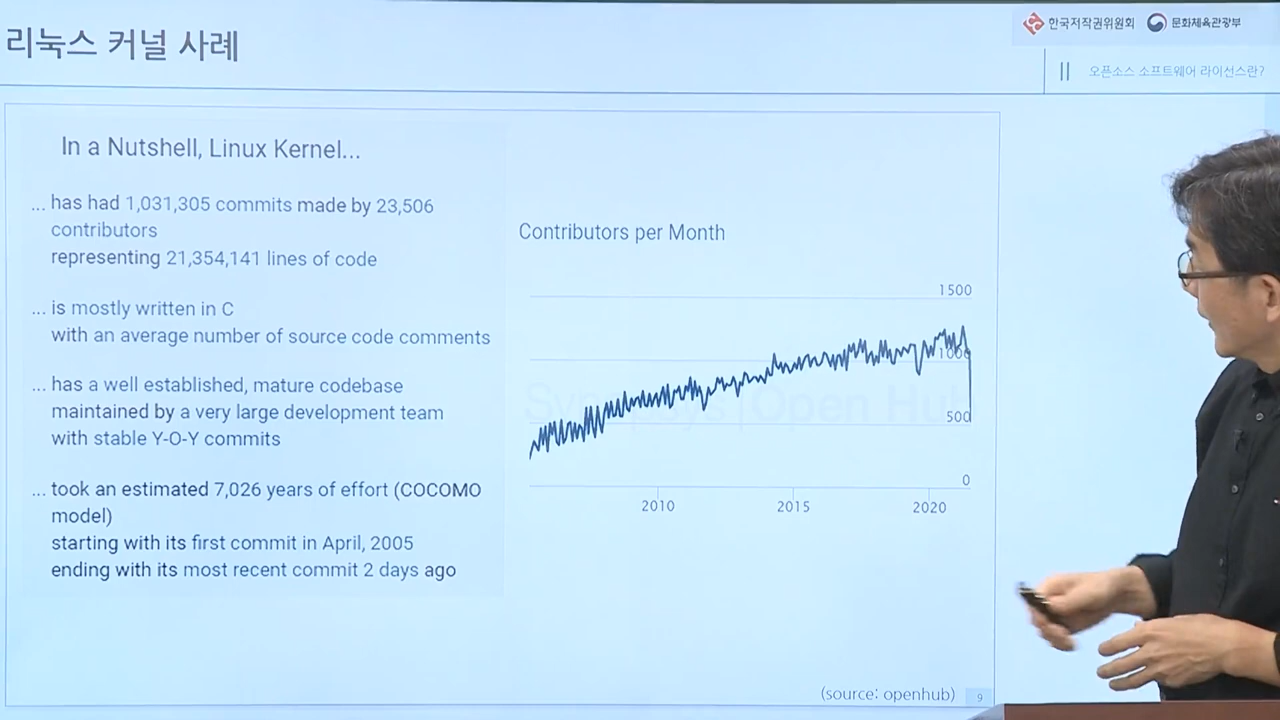 리눅스 커널 사례
한국저작권위원회
문화체육관광부
II
오픈소스 소프트웨어 라이선스란?
In a Nutshell, Linux Kernel...
... has had 1,031,305 commits made by 23,506
contributors
representing 21,354,141 lines of code
... is mostly written in C
with an average number of source code comments
... has a well established, mature codebase
maintained by a very large development team
with stable Y-O-Y commits
... took an estimated 7,026 years of effort (COCOMO
model)
starting with its first commit in April, 2005
ending with its most recent commit 2 days ago
Contributors per Month
1500
1000
500
0
2010
2015
2020
Synopsys Open Hub
(source: openhub)
9